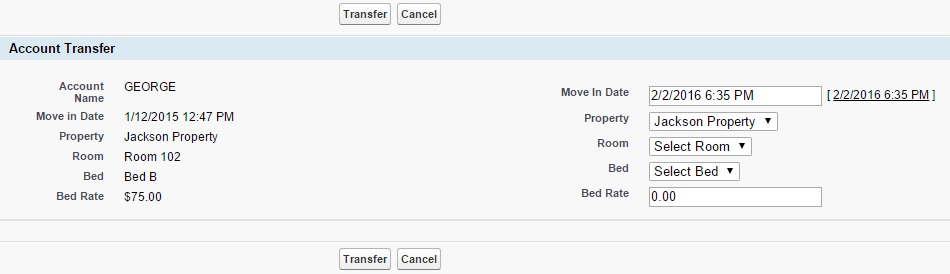 Transfer Cancel
Account Transfer
Account Name GEORGE
Move in Date 1/12/2015 12:47 PM
Property Jackson Property
Room Room 102
Bed Bed B
Bed Rate $75.00
Move In Date 2/2/2016 6:35 PM [ 2/2/2016 6:35 PM ]
Property Jackson Property
Room Select Room
Bed Select Bed
Bed Rate 0.00
Transfer Cancel